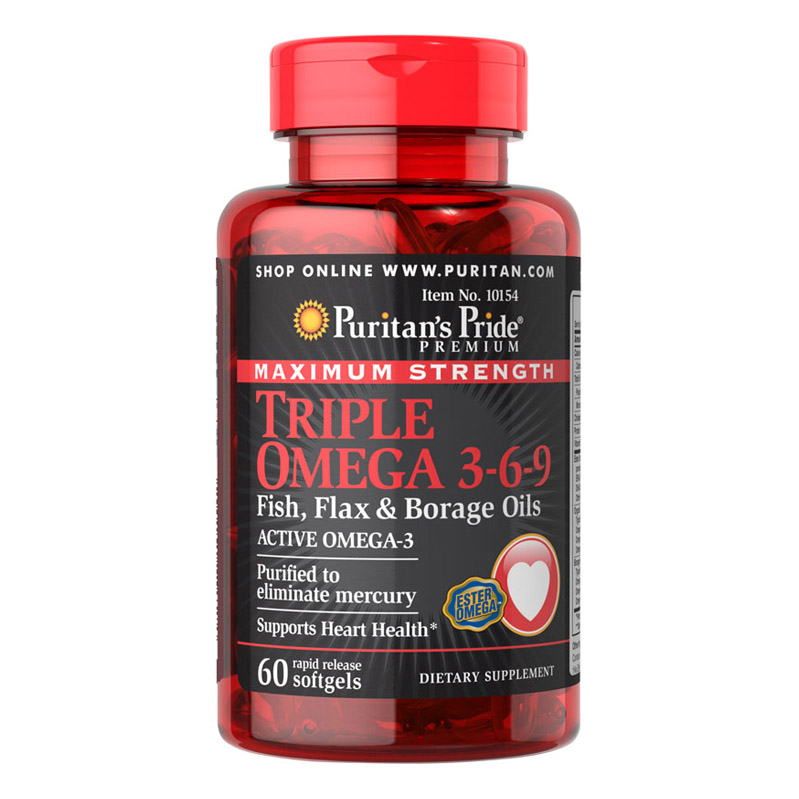 SHOP ONLINE WWW.PURITAN.COM
Item No. 10154
Puritan's Pride®
PREMIUM
MAXIMUM STRENGTH
TRIPLE
OMEGA 3-6-9
Fish, Flax & Borage Oils
ACTIVE OMEGA-3
Purified to
eliminate mercury
Supports Heart Health*
ESTER
OMEGA
60 rapid release
softgels
DIETARY SUPPLEMENT